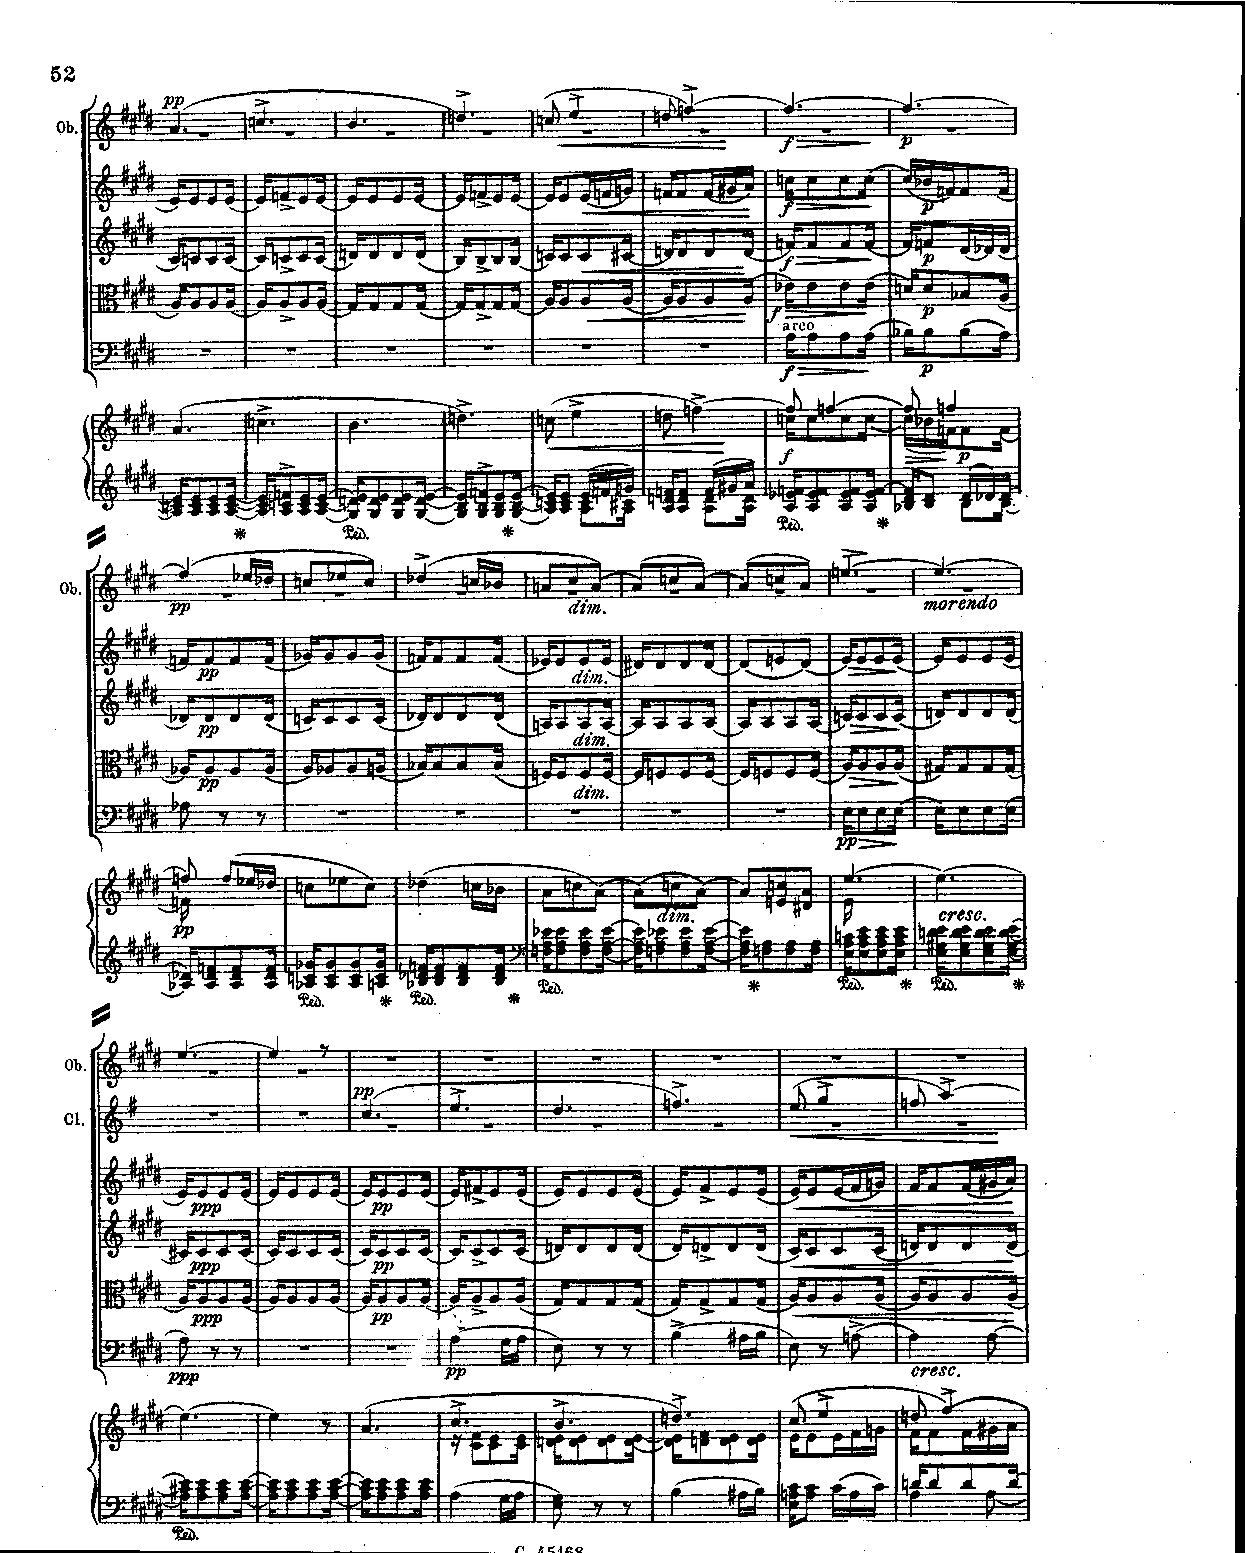 52
pp
Ob.
f p
f p
f p
f p
arco
f p
f p
Ped. * Ped. * Ped. *
Ob.
pp dim. morendo
pp dim.
pp dim.
pp dim.
pp
pp dim. cresc.
Ped. * Ped. * Ped. * Ped. * Ped. *
Ob.
pp
Cl.
ppp pp
ppp pp
ppp pp
ppp pp cresc.
Ped.
C. 45168